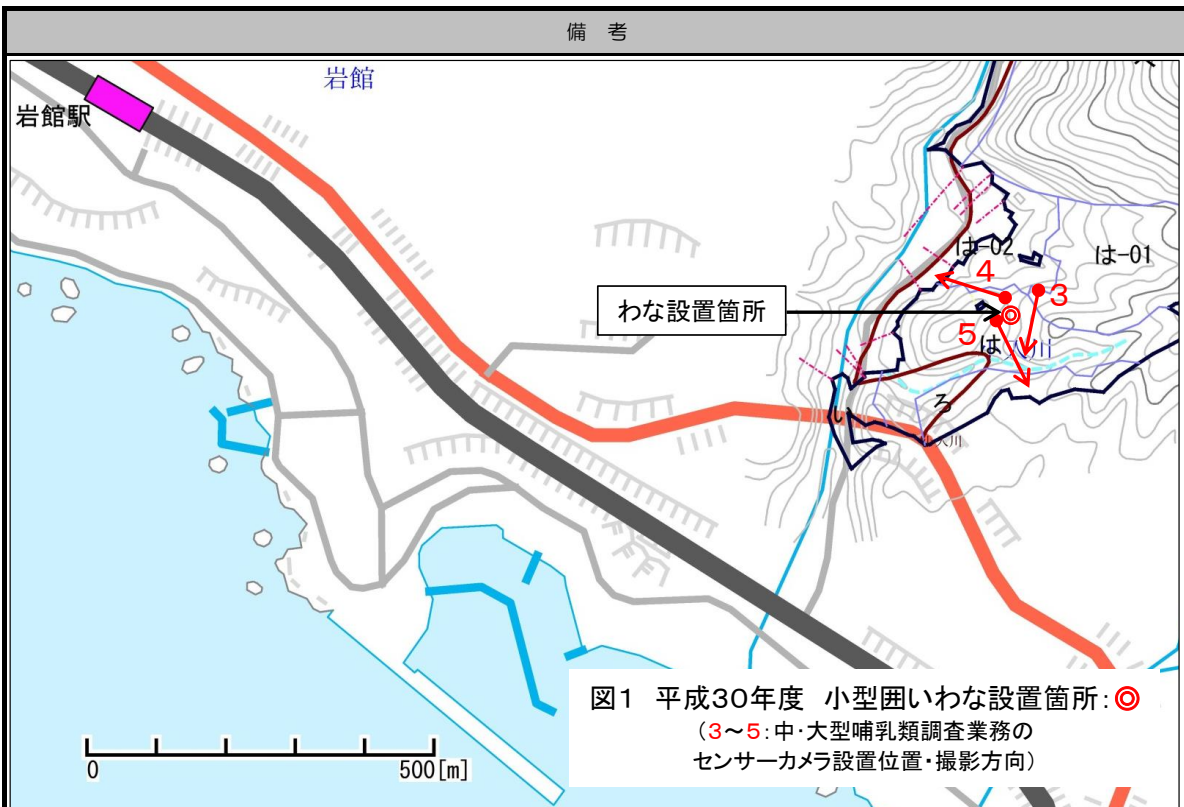 備 考
岩館
岩館駅
は-02
は-01
4
3
わな設置箇所
5
は
入川
ろ
い
図1 平成30年度 小型囲いわな設置箇所:◎
(3~5:中・大型哺乳類調査業務の
センサーカメラ設置位置・撮影方向)
0
500[m]